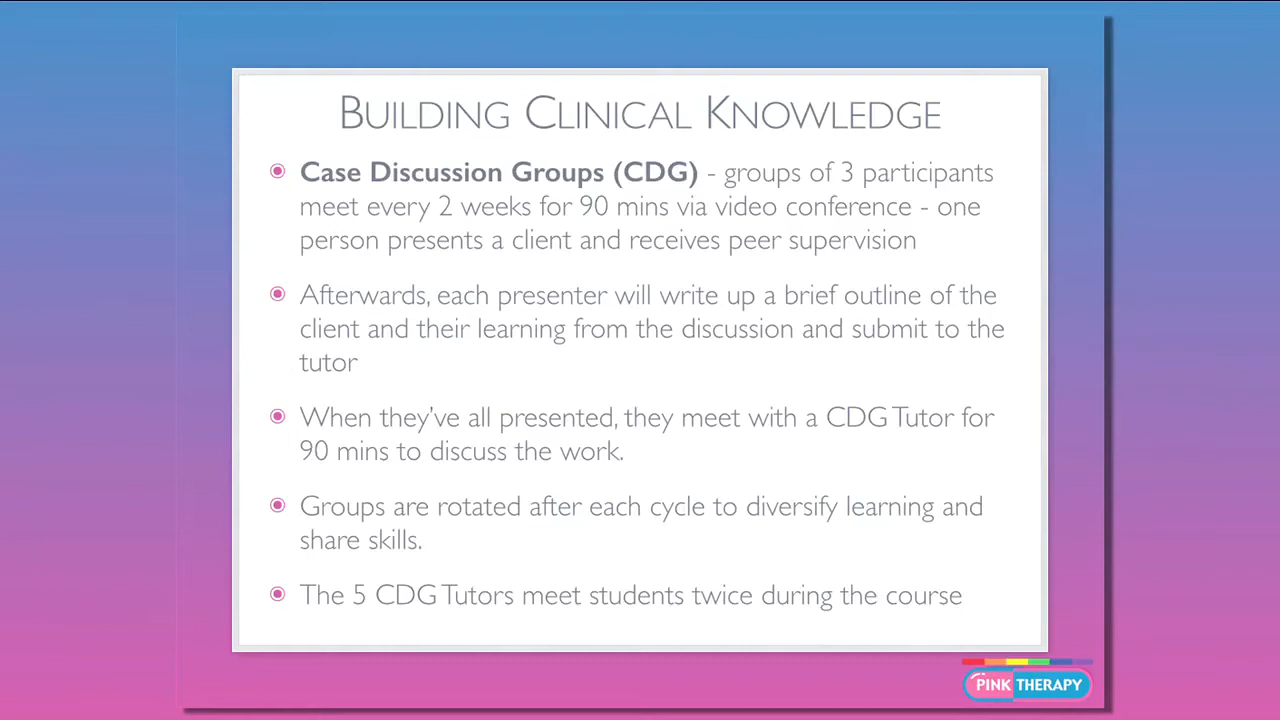 BUILDING CLINICAL KNOWLEDGE
Case Discussion Groups (CDG) - groups of 3 participants
meet every 2 weeks for 90 mins via video conference - one
person presents a client and receives peer supervision
Afterwards, each presenter will write up a brief outline of the
client and their learning from the discussion and submit to the
tutor
When they've all presented, they meet with a CDG Tutor for
90 mins to discuss the work.
Groups are rotated after each cycle to diversify learning and
share skills.
The 5 CDG Tutors meet students twice during the course
PINK THERAPY